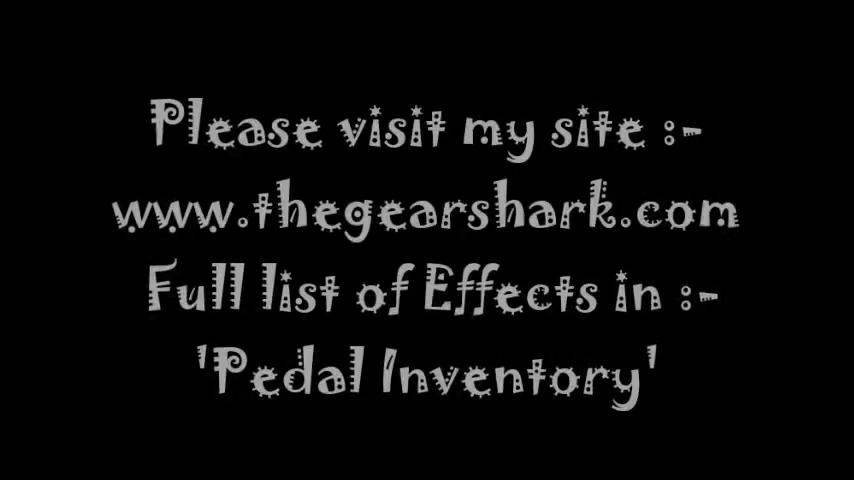 Please visit my site :-
www.thegearshark.com
Full list of Effects in :-
'Pedal Inventory'